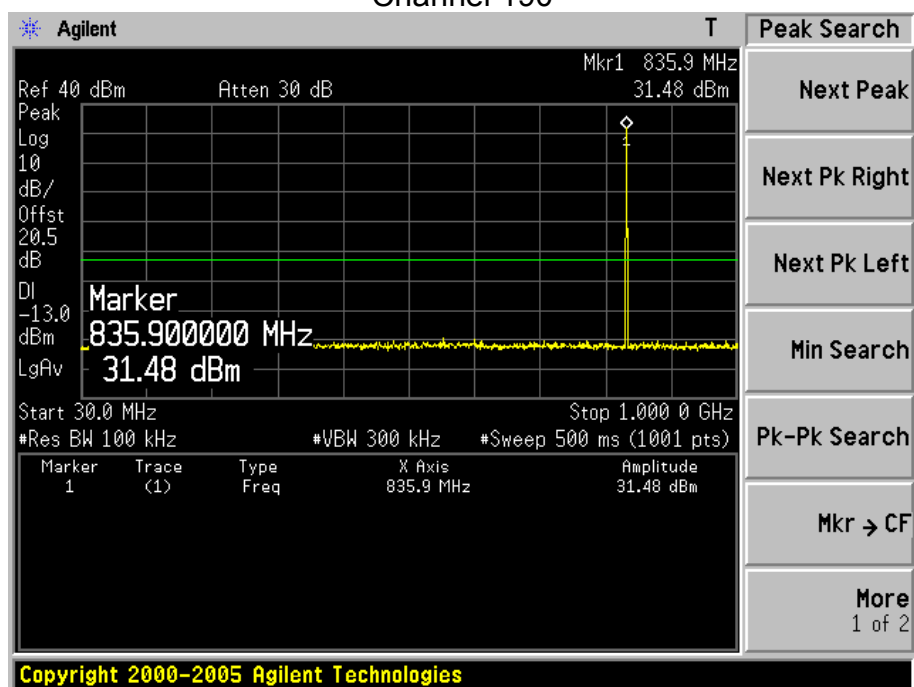 Agilent T Peak Search
Mkr1 835.9 MHz
Ref 40 dBm Atten 30 dB 31.48 dBm
Peak
Log
10
dB/
Offst
20.5
dB
DI
-13.0
dBm
LgAv
1
Marker
835.900000 MHz
31.48 dBm
Start 30.0 MHz Stop 1.000 0 GHz
#Res BW 100 kHz #VBW 300 kHz #Sweep 500 ms (1001 pts)
Marker Trace Type X Axis Amplitude
1 (1) Freq 835.9 MHz 31.48 dBm
Next Peak
Next Pk Right
Next Pk Left
Min Search
Pk-Pk Search
Mkr → CF
More
1 of 2
Copyright 2000-2005 Agilent Technologies